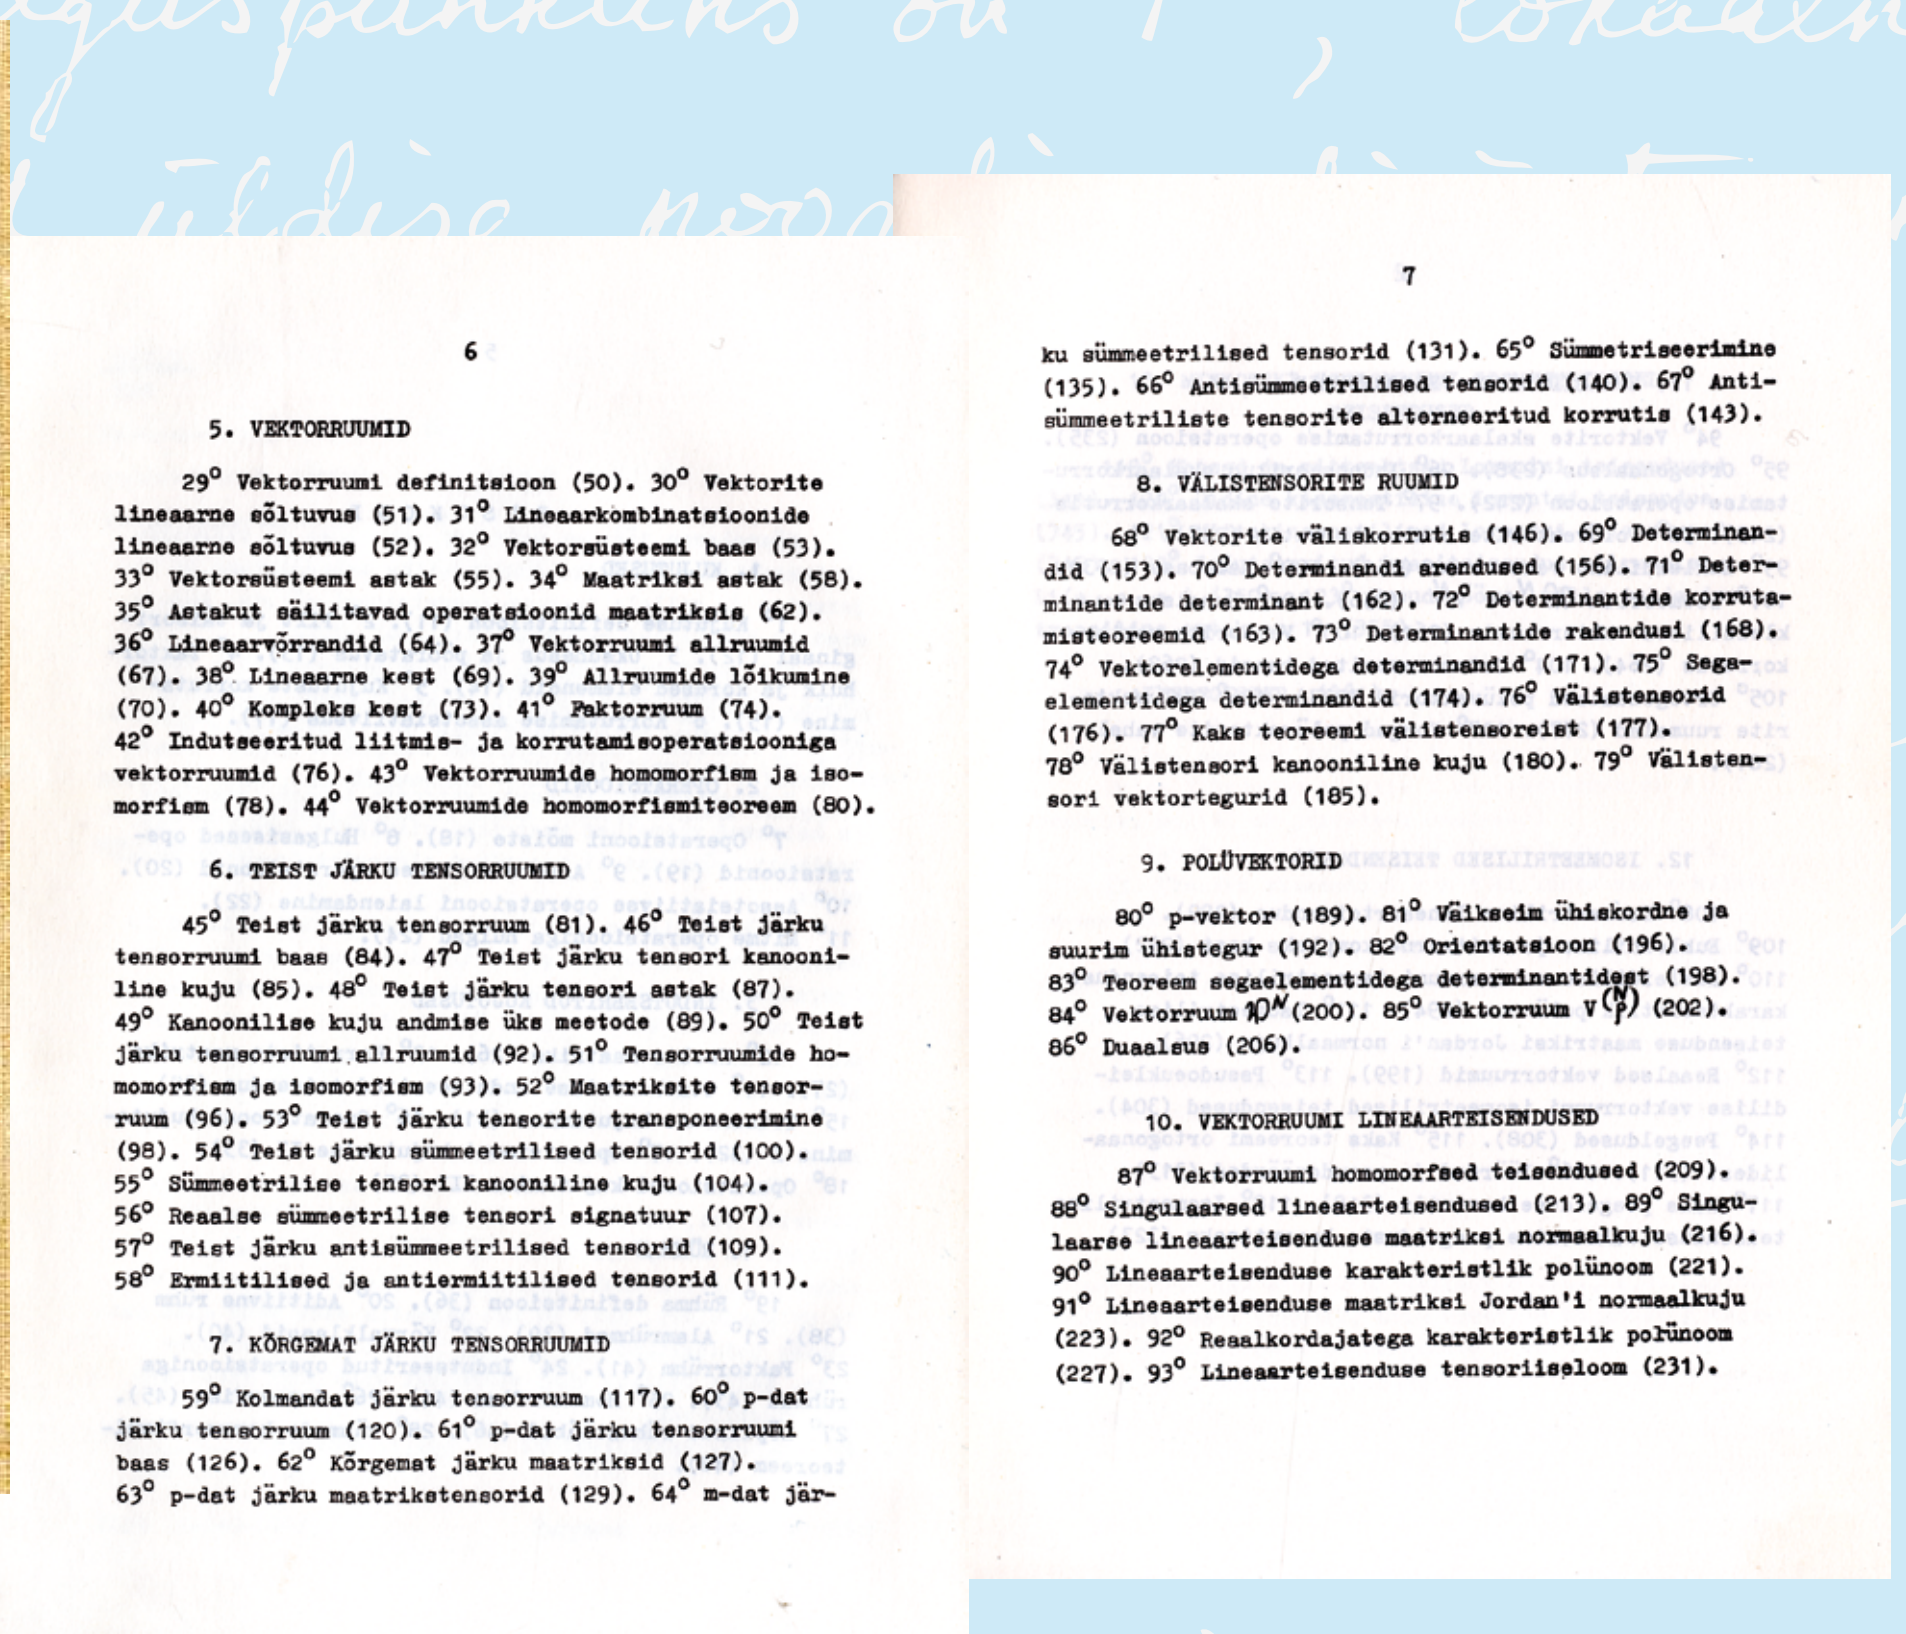 aguspunktiks on 1, lokaaln
üldise
6
5. VEKTORRUUMID
29° Vektorruumi definitsioon (50). 30° Vektorite
lineaarne sõltuvus (51). 31° Lineaarkombinatsioonide
lineaarne sõltuvus (52). 32° Vektorsüsteemi baas (53).
33° Vektorsüsteemi astak (55). 34° Maatriksi astak (58).
35° Astakut säilitavad operatsioonid maatriksis (62).
36° Lineaarvõrrandid (64). 37° Vektorruumi allruumid
(67). 38° Lineaarne kest (69). 39° Allruumide lõikumine
(70). 40° Kompleks kest (73). 41° Faktorruum (74).
42° Indutseeritud liitmis- ja korrutamisoperatsiooniga
vektorruumid (76). 43° Vektorruumide homomorfism ja iso-
morfism (78). 44° Vektorruumide homomorfismiteoreem (80).
6. TEIST JÄRKU TENSORRUUMID
45° Teist järku tensorruum (81). 46° Teist järku
tensorruumi baas (84). 47° Teist järku tensori kanooni-
line kuju (85). 48° Teist järku tensori astak (87).
49° Kanoonilise kuju andmise üks meetode (89). 50° Teist
järku tensorruumi allruumid (92). 51° Tensorruumide ho-
momorfism ja isomorfism (93). 52° Maatriksite tensor-
ruum (96). 53° Teist järku tensorite transponeerimine
(98). 54° Teist järku sümmeetrilised tensorid (100).
55° Sümmeetrilise tensori kanooniline kuju (104).
56° Reaalse sümmeetrilise tensori signatuur (107).
57° Teist järku antisümmeetrilised tensorid (109).
58° Ermiitilised ja antiermiitilised tensorid (111).
7. KÕRGEMAT JÄRKU TENSORRUUMID
59° Kolmandat järku tensorruum (117). 60° p-dat
järku tensorruum (120). 61° p-dat järku tensorruumi
baas (126). 62° Kõrgemat järku maatriksid (127).
63° p-dat järku maatrikstensorid (129). 64° m-dat jär-
7
ku sümmeetrilised tensorid (131). 65° Sümmetriseerimine
(135). 66° Antisümmeetrilised tensorid (140). 67° Anti-
sümmeetriliste tensorite alterneeritud korrutis (143).
8. VÄLISTENSORITE RUUMID
68° Vektorite väliskorrutis (146). 69° Determinan-
did (153). 70° Determinandi arendused (156). 71° Deter-
minantide determinant (162). 72° Determinantide korruta-
misteoreemid (163). 73° Determinantide rakendusi (168).
74° Vektorelementidega determinandid (171). 75° Sega-
elementidega determinandid (174). 76° Välistensorid
(176). 77° Kaks teoreemi välistensoreist (177).
78° Välistensori kanooniline kuju (180). 79° Välisten-
sori vektortegurid (185).
9. POLÜVEKTORID
80° p-vektor (189). 81° Väikseim ühiskordne ja
suurim ühistegur (192). 82° Orientatsioon (196).
83° Teoreem segaelementidega determinantidest (198).
84° Vektorruum (200). 85° Vektorruum V(N p) (202).
86° Duaalsus (206).
10. VEKTORRUUMI LINEAARTEISENDUSED
87° Vektorruumi homomorfsed teisendused (209).
88° Singulaarsed lineaarteisendused (213). 89° Singu-
laarse lineaarteisenduse maatriksi normaalkuju (216).
90° Lineaarteisenduse karakteristlik polünoom (221).
91° Lineaarteisenduse maatriksi Jordan'i normaalkuju
(223). 92° Reaalkordajatega karakteristlik polünoom
(227). 93° Lineaarteisenduse tensoriiseloom (231).